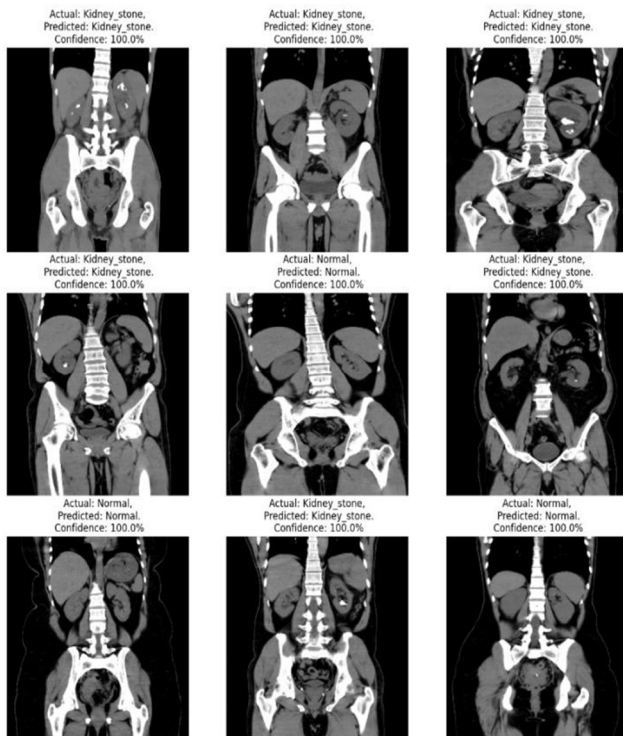 Actual: Kidney_stone,
Predicted: Kidney_stone.
Confidence: 100.0%
Actual: Kidney_stone,
Predicted: Kidney_stone.
Confidence: 100.0%
Actual: Kidney_stone,
Predicted: Kidney_stone.
Confidence: 100.0%
Actual: Kidney_stone,
Predicted: Kidney_stone.
Confidence: 100.0%
Actual: Normal,
Predicted: Normal.
Confidence: 100.0%
Actual: Kidney_stone,
Predicted: Kidney_stone.
Confidence: 100.0%
Actual: Normal,
Predicted: Normal.
Confidence: 100.0%
Actual: Kidney_stone,
Predicted: Kidney_stone.
Confidence: 100.0%
Actual: Normal,
Predicted: Normal.
Confidence: 100.0%